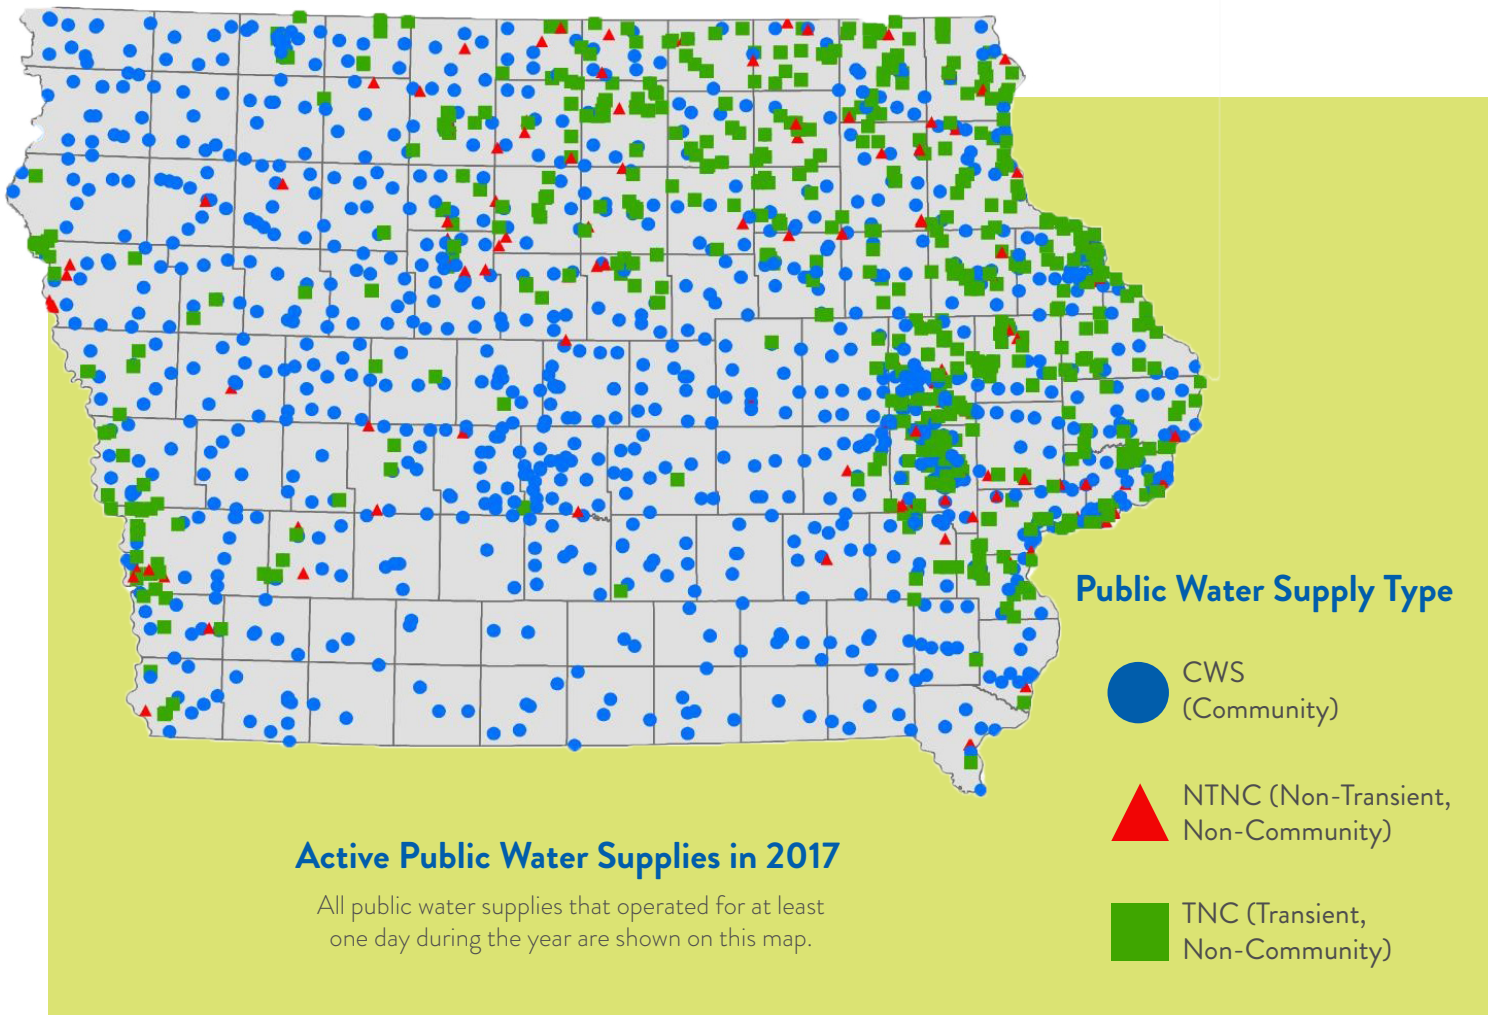 Public Water Supply Type
CWS
(Community)
NTNC (Non-Transient,
Non-Community)
TNC (Transient,
Non-Community)
Active Public Water Supplies in 2017
All public water supplies that operated for at least
one day during the year are shown on this map.